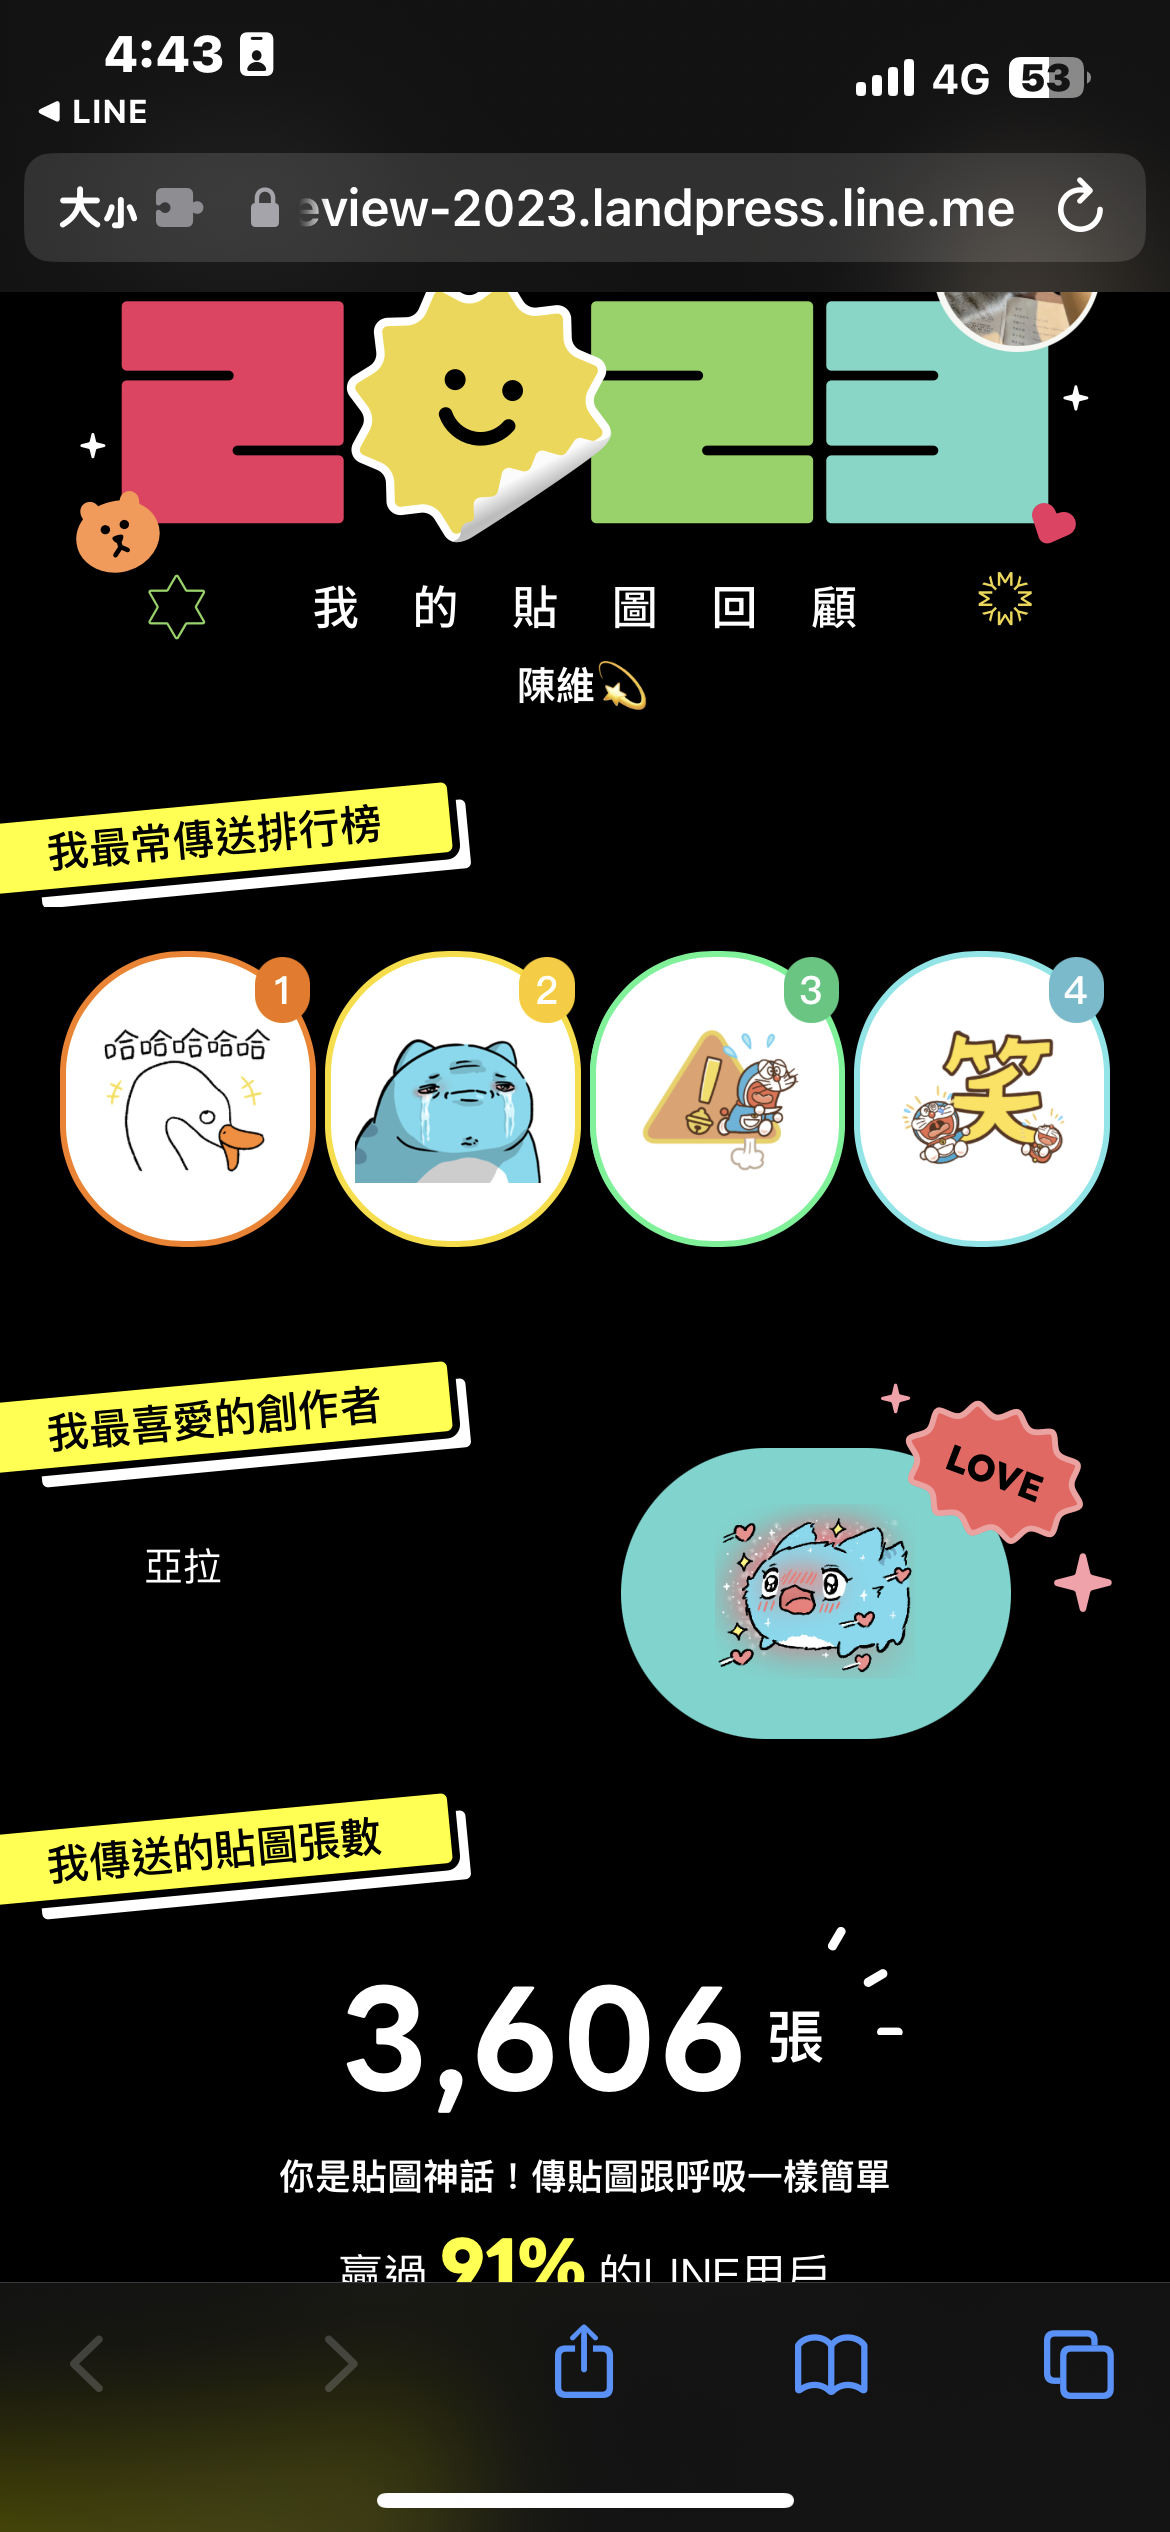 4:43
4G 53
LINE
大小 eview-2023.landpress.line.me
2023
我的貼圖回顧
陳維
我最常傳送排行榜
1 2 3 4
哈哈哈哈哈
!
笑
我最喜愛的創作者
LOVE
亞拉
我傳送的貼圖張數
3,606 張
你是貼圖神話！傳貼圖跟呼吸一樣簡單
贏過 91% 的LINE用戶